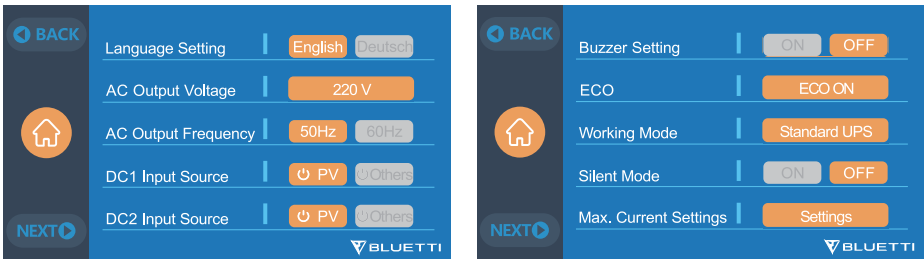 BACK
Language Setting English Deutsch
AC Output Voltage 220 V
AC Output Frequency 50Hz 60Hz
DC1 Input Source PV Others
DC2 Input Source PV Others
NEXT
BLUETTI
BACK
Buzzer Setting ON OFF
ECO ECO ON
Working Mode Standard UPS
Silent Mode ON OFF
Max. Current Settings Settings
NEXT
BLUETTI